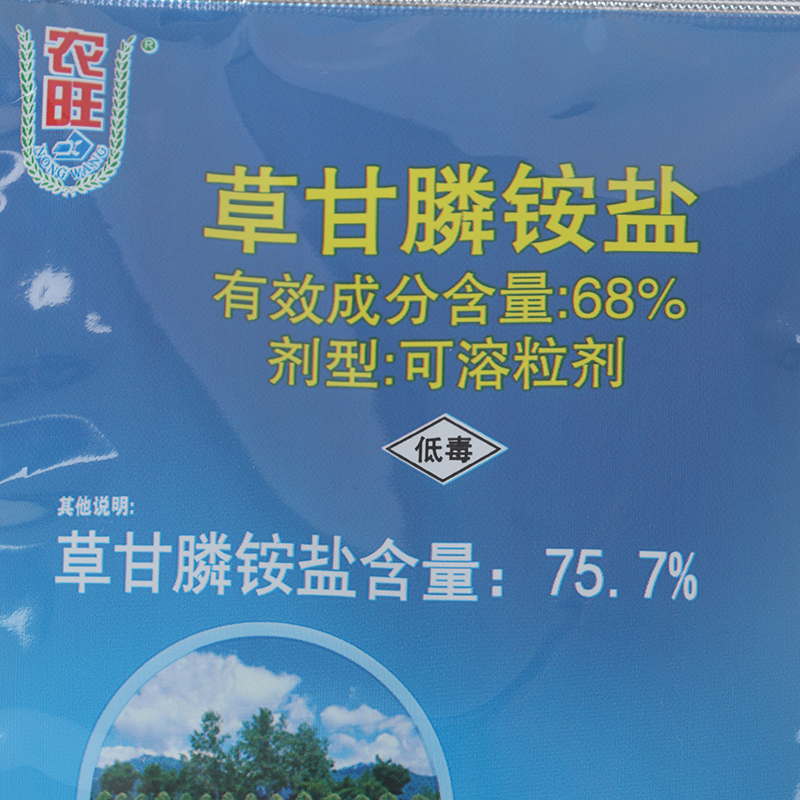 农旺
®
NONG WANG
草甘膦铵盐
有效成分含量:68%
剂型:可溶粒剂
低毒
其他说明:
草甘膦铵盐含量：75.7%